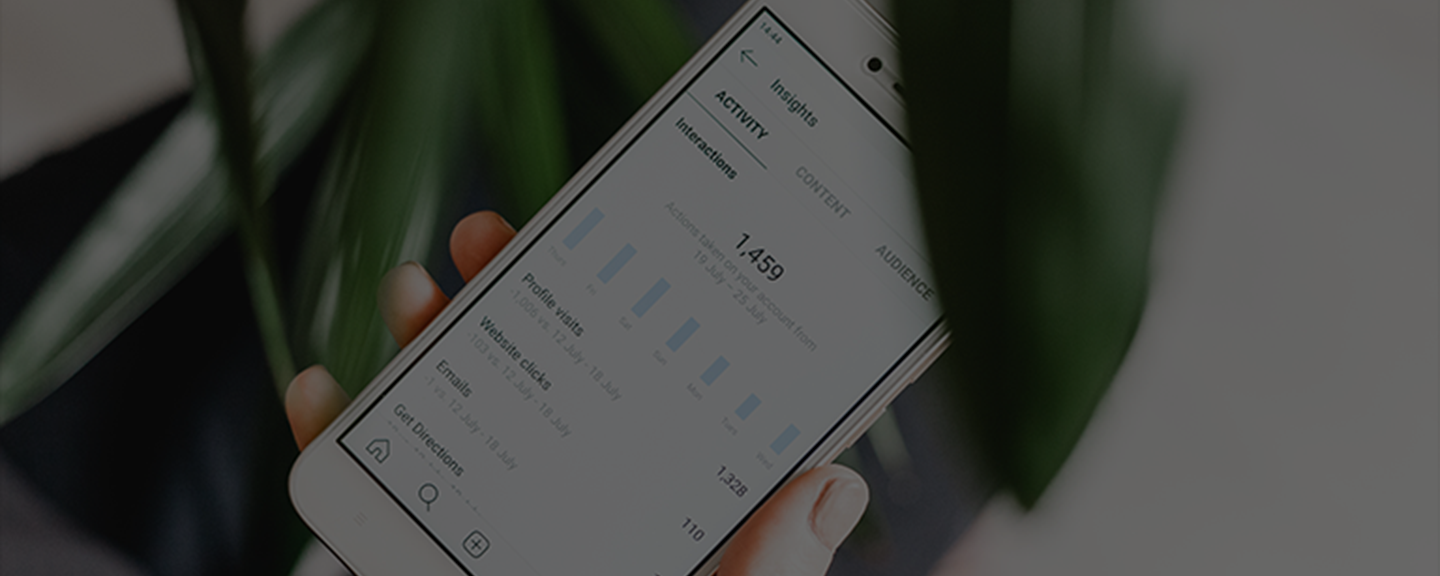 14:44
Insights
ACTIVITY
CONTENT
AUDIENCE
Interactions
1,459
Actions taken on your account from
19 July - 25 July
Thurs
Fri
Sat
Sun
Mon
Tues
Wed
Profile visits
1,328
-1,006 vs. 12 July - 18 July
Website clicks
110
-103 vs. 12 July - 18 July
Emails
-1 vs. 12 July - 18 July
Get Directions